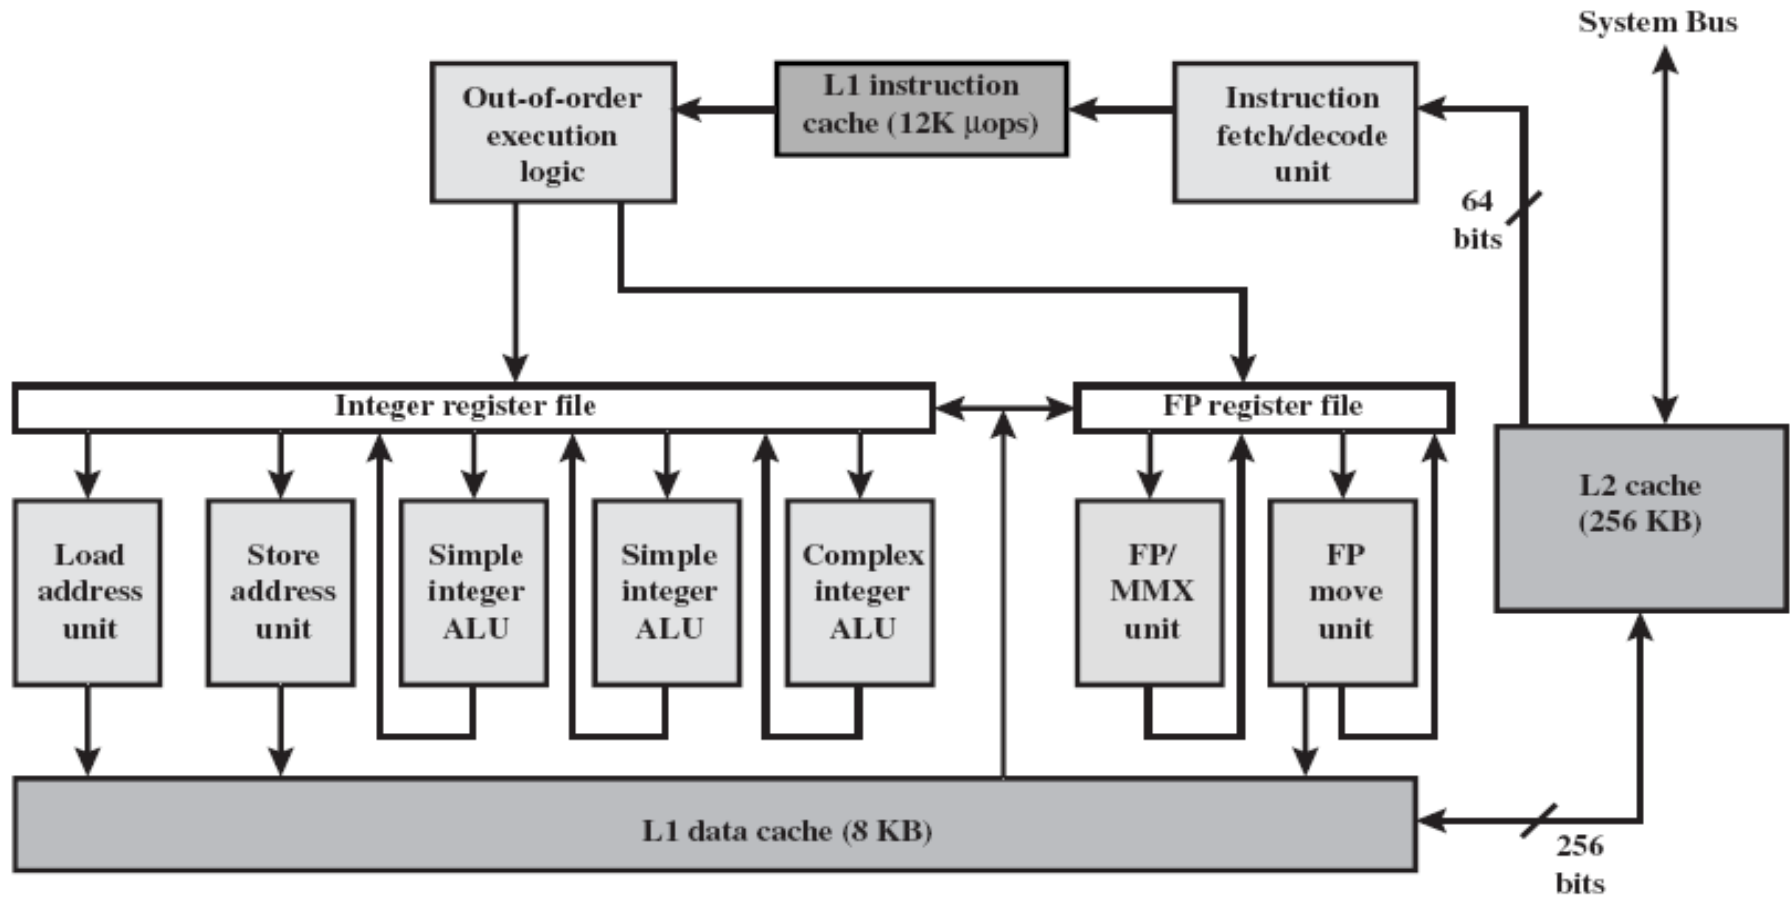 System Bus
Out-of-order
execution
logic
L1 instruction
cache (12K μops)
Instruction
fetch/decode
unit
64
bits
Integer register file
FP register file
L2 cache
(256 KB)
Load
address
unit
Store
address
unit
Simple
integer
ALU
Simple
integer
ALU
Complex
integer
ALU
FP/
MMX
unit
FP
move
unit
L1 data cache (8 KB)
256
bits